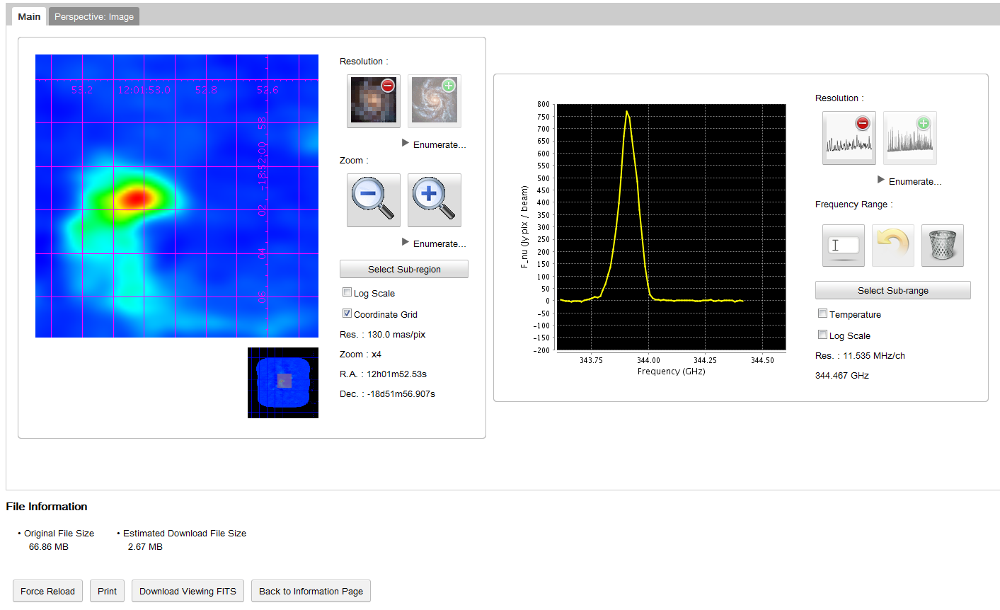 Main Perspective: Image
53.2 12:01:53.0 52.8 52.6
58
-18:52:00
02
04
06
Resolution :
Enumerate...
Zoom :
Enumerate...
Select Sub-region
Log Scale
Coordinate Grid
Res. : 130.0 mas/pix
Zoom : x4
R.A. : 12h01m52.53s
Dec. : -18d51m56.907s
800
750
700
650
600
550
500
450
400
350
300
250
200
150
100
50
0
-50
-100
-150
-200
F_nu (Jy pix / beam)
343.75 344.00 344.25 344.50
Frequency (GHz)
Resolution :
Enumerate...
Frequency Range :
Select Sub-range
Temperature
Log Scale
Res. : 11.535 MHz/ch
344.467 GHz
File Information
• Original File Size • Estimated Download File Size
66.86 MB 2.67 MB
Force Reload Print Download Viewing FITS Back to Information Page